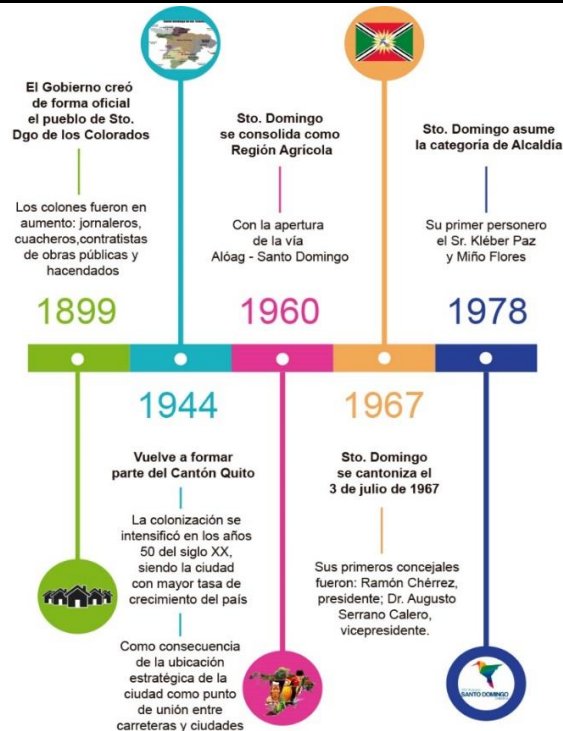 El Gobierno creó
de forma oficial
el pueblo de Sto.
Dgo de los Colorados
Los colones fueron en
aumento: jornaleros,
cuacheros,contratistas
de obras públicas y
hacendados
1899
1944
Vuelve a formar
parte del Cantón Quito
La colonización se
intensificó en los años
50 del siglo XX,
siendo la ciudad
con mayor tasa de
crecimiento del país
Como consecuencia
de la ubicación
estratégica de la
ciudad como punto
de unión entre
carreteras y ciudades
Sto. Domingo
se consolida como
Región Agrícola
Con la apertura
de la vía
Alóag - Santo Domingo
1960
1967
Sto. Domingo
se cantoniza el
3 de julio de 1967
Sus primeros concejales
fueron: Ramón Chérrez,
presidente; Dr. Augusto
Serrano Calero,
vicepresidente.
Sto. Domingo asume
la categoria de Alcaldía
Su primer personero
el Sr. Kléber Paz
y Miño Flores
1978
SANTO DOMINGO